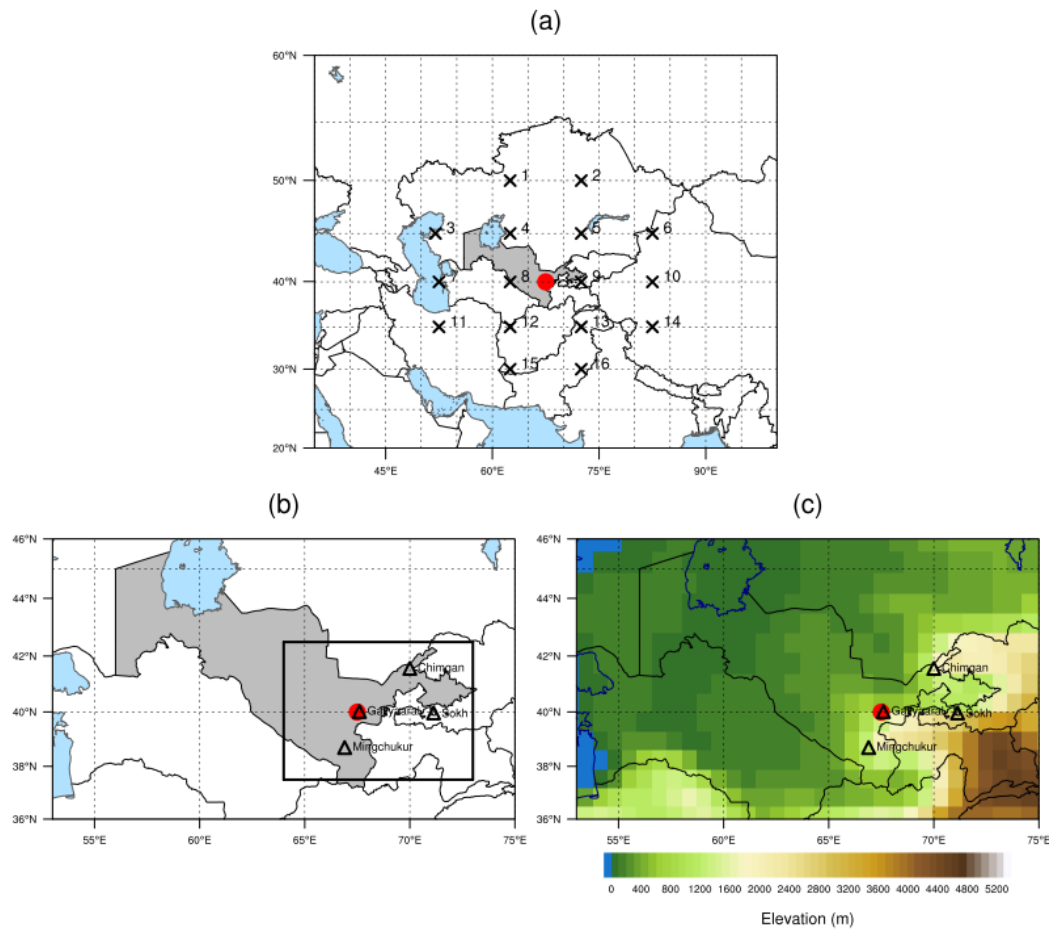 (a)
60°N
50°N
40°N
30°N
20°N
1
2
3
4
5
6
8
9
10
11
12
13
14
15
16
45°E
60°E
75°E
90°E
(b)
46°N
44°N
42°N
40°N
38°N
36°N
Chimgan
Sokh
Mingchukur
55°E
60°E
65°E
70°E
75°E
(c)
46°N
44°N
42°N
40°N
38°N
36°N
Chimgan
Sokh
Mingchukur
55°E
60°E
65°E
70°E
75°E
0 400 800 1200 1600 2000 2400 2800 3200 3600 4000 4400 4800 5200
Elevation (m)